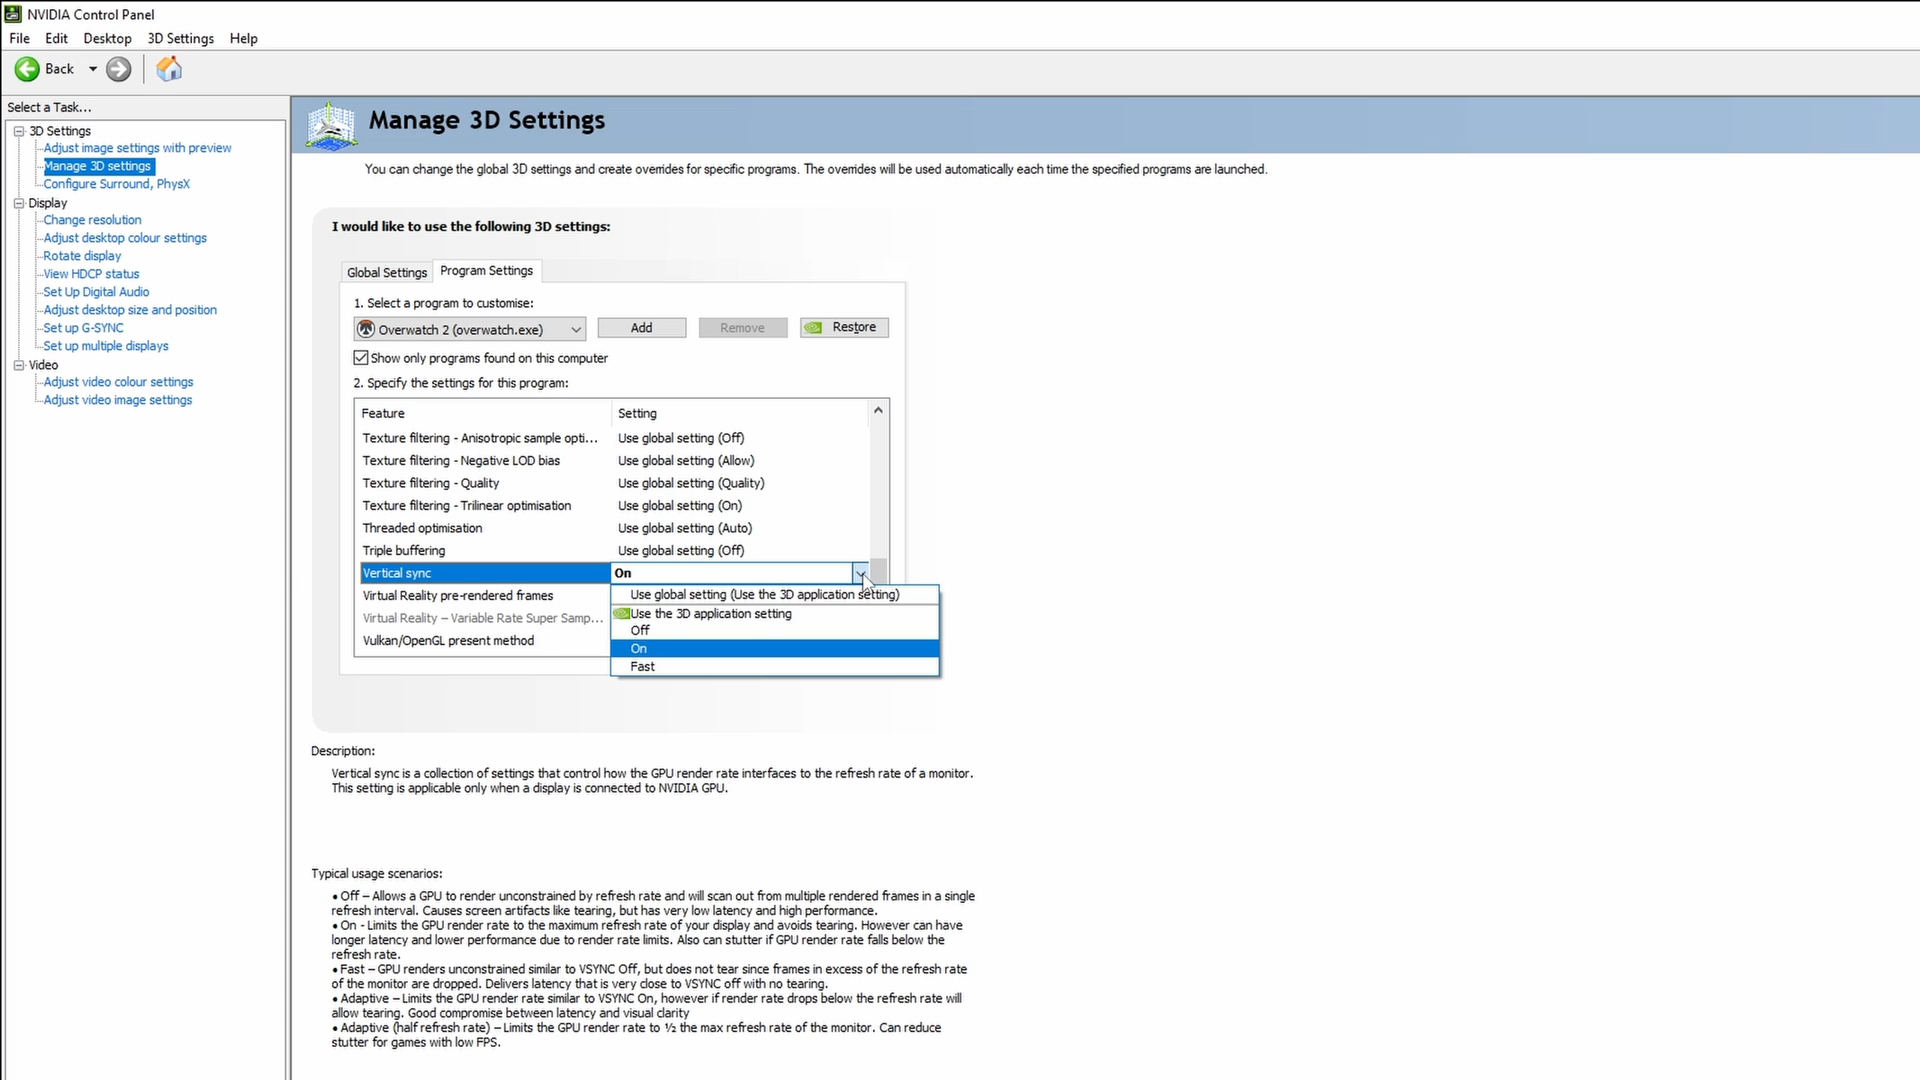 NVIDIA Control Panel
File Edit Desktop 3D Settings Help
Back
Select a Task...
3D Settings
Adjust image settings with preview
Manage 3D settings
Configure Surround, PhysX
Display
Change resolution
Adjust desktop colour settings
Rotate display
View HDCP status
Set Up Digital Audio
Adjust desktop size and position
Set up G-SYNC
Set up multiple displays
Video
Adjust video colour settings
Adjust video image settings
Manage 3D Settings
You can change the global 3D settings and create overrides for specific programs. The overrides will be used automatically each time the specified programs are launched.
I would like to use the following 3D settings:
Global Settings Program Settings
1. Select a program to customise:
Overwatch 2 (overwatch.exe) Add Remove Restore
Show only programs found on this computer
2. Specify the settings for this program:
Feature Setting
Texture filtering - Anisotropic sample opti... Use global setting (Off)
Texture filtering - Negative LOD bias Use global setting (Allow)
Texture filtering - Quality Use global setting (Quality)
Texture filtering - Trilinear optimisation Use global setting (On)
Threaded optimisation Use global setting (Auto)
Triple buffering Use global setting (Off)
Vertical sync On
Virtual Reality pre-rendered frames
Virtual Reality – Variable Rate Super Samp...
Vulkan/OpenGL present method
Use global setting (Use the 3D application setting)
Use the 3D application setting
Off
On
Fast
Description:
Vertical sync is a collection of settings that control how the GPU render rate interfaces to the refresh rate of a monitor.
This setting is applicable only when a display is connected to NVIDIA GPU.
Typical usage scenarios:
• Off – Allows a GPU to render unconstrained by refresh rate and will scan out from multiple rendered frames in a single
refresh interval. Causes screen artifacts like tearing, but has very low latency and high performance.
• On - Limits the GPU render rate to the maximum refresh rate of your display and avoids tearing. However can have
longer latency and lower performance due to render rate limits. Also can stutter if GPU render rate falls below the
refresh rate.
• Fast – GPU renders unconstrained similar to VSYNC Off, but does not tear since frames in excess of the refresh rate
of the monitor are dropped. Delivers latency that is very close to VSYNC off with no tearing.
• Adaptive – Limits the GPU render rate similar to VSYNC On, however if render rate drops below the refresh rate will
allow tearing. Good compromise between latency and visual clarity
• Adaptive (half refresh rate) – Limits the GPU render rate to ½ the max refresh rate of the monitor. Can reduce
stutter for games with low FPS.